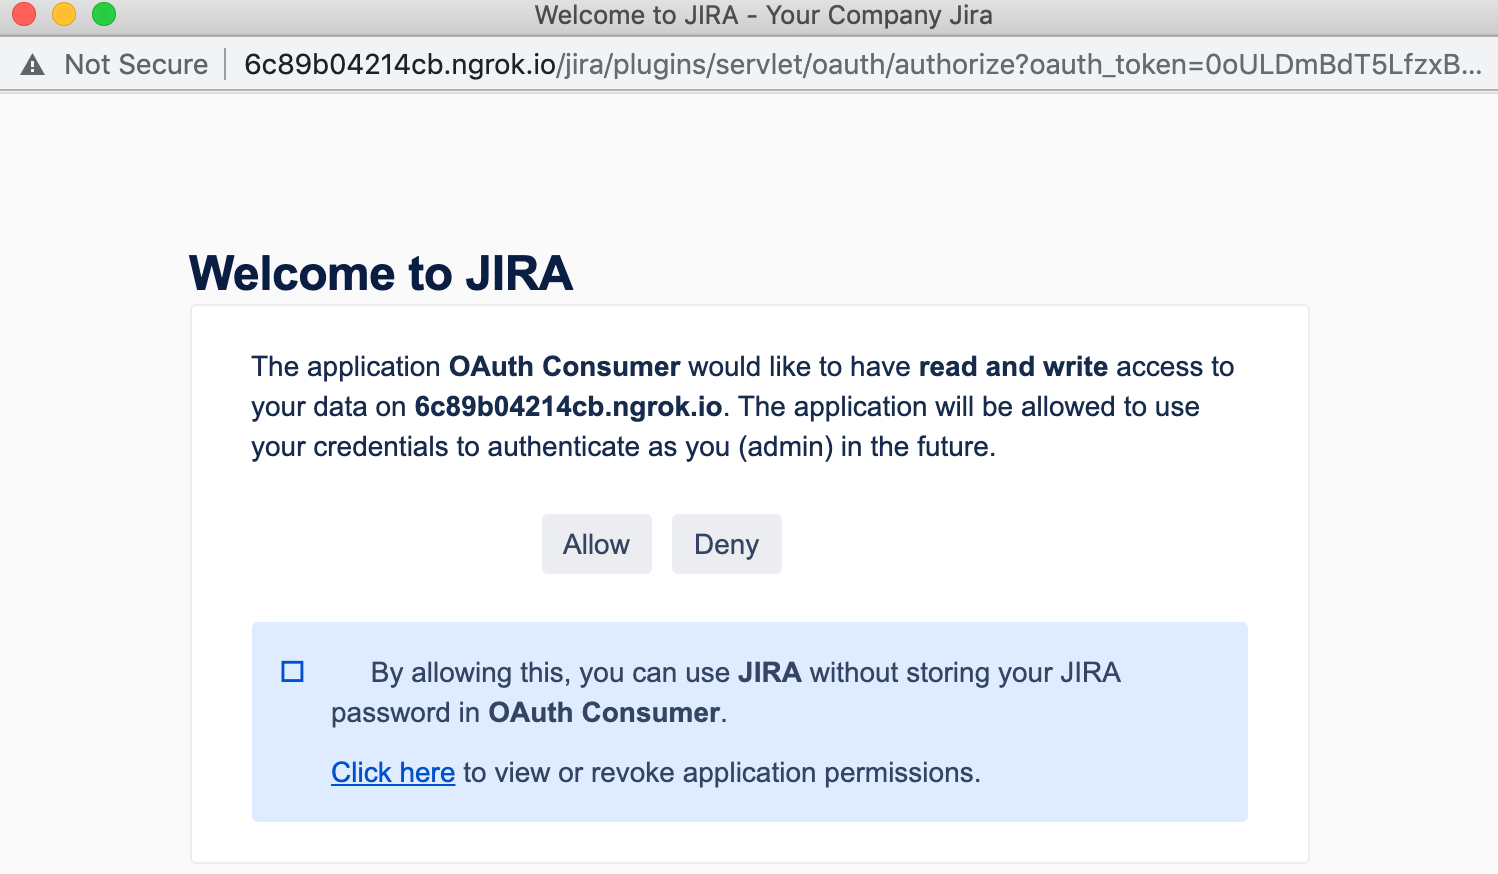 Welcome to JIRA - Your Company Jira
Not Secure 6c89b04214cb.ngrok.io/jira/plugins/servlet/oauth/authorize?oauth_token=0oULDmBdT5LfzxB...
Welcome to JIRA
The application OAuth Consumer would like to have read and write access to
your data on 6c89b04214cb.ngrok.io. The application will be allowed to use
your credentials to authenticate as you (admin) in the future.
Allow Deny
By allowing this, you can use JIRA without storing your JIRA
password in OAuth Consumer.
Click here to view or revoke application permissions.